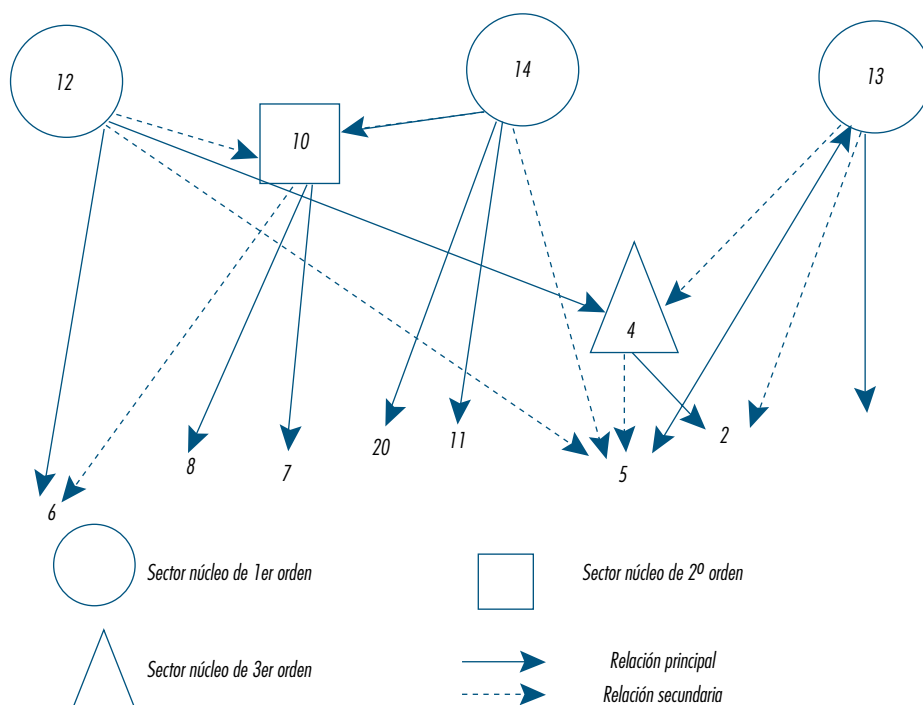 12
14
13
10
4
20
11
2
8
7
5
6
Sector núcleo de 1er orden
Sector núcleo de 2º orden
Sector núcleo de 3er orden
Relación principal
Relación secundaria